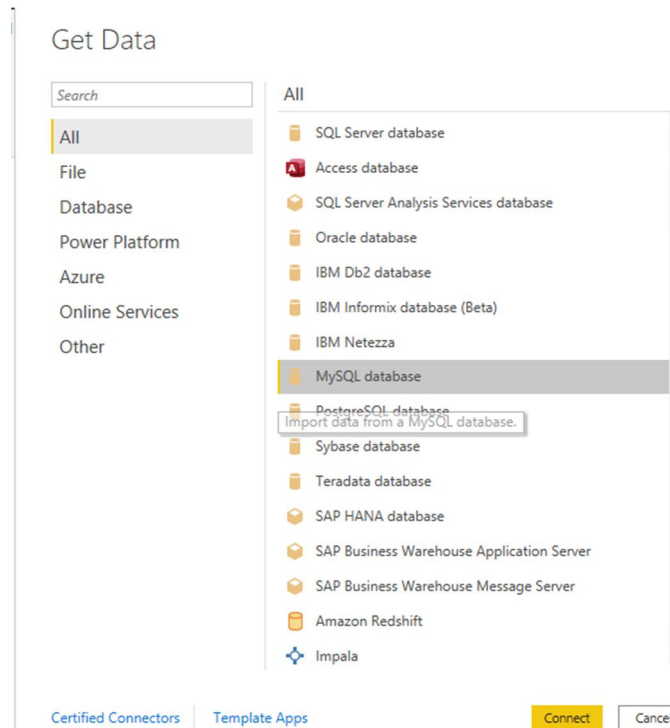 Get Data
Search
All
File
Database
Power Platform
Azure
Online Services
Other
All
SQL Server database
Access database
SQL Server Analysis Services database
Oracle database
IBM Db2 database
IBM Informix database (Beta)
IBM Netezza
MySQL database
PostgreSQL database
Import data from a MySQL database.
Sybase database
Teradata database
SAP HANA database
SAP Business Warehouse Application Server
SAP Business Warehouse Message Server
Amazon Redshift
Impala
Certified Connectors
Template Apps
Connect
Cance